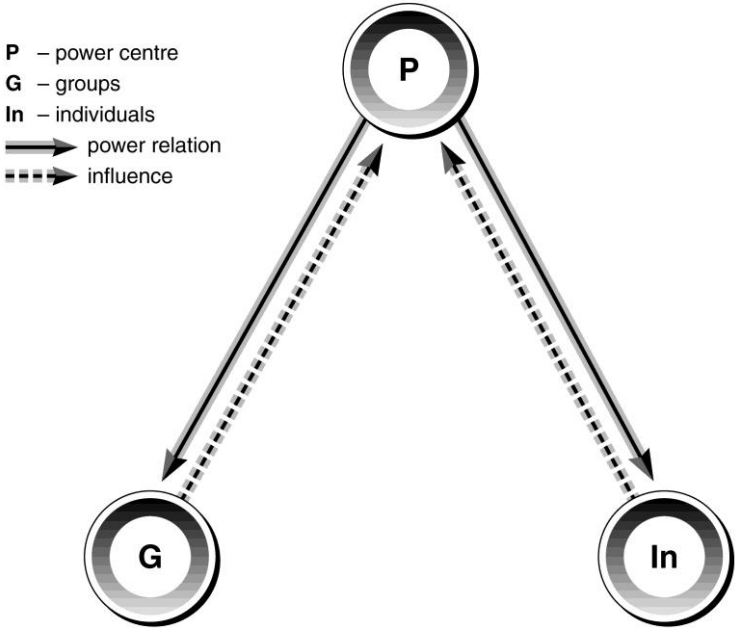 P
P – power centre
G – groups
In – individuals
power relation
influence
G
In